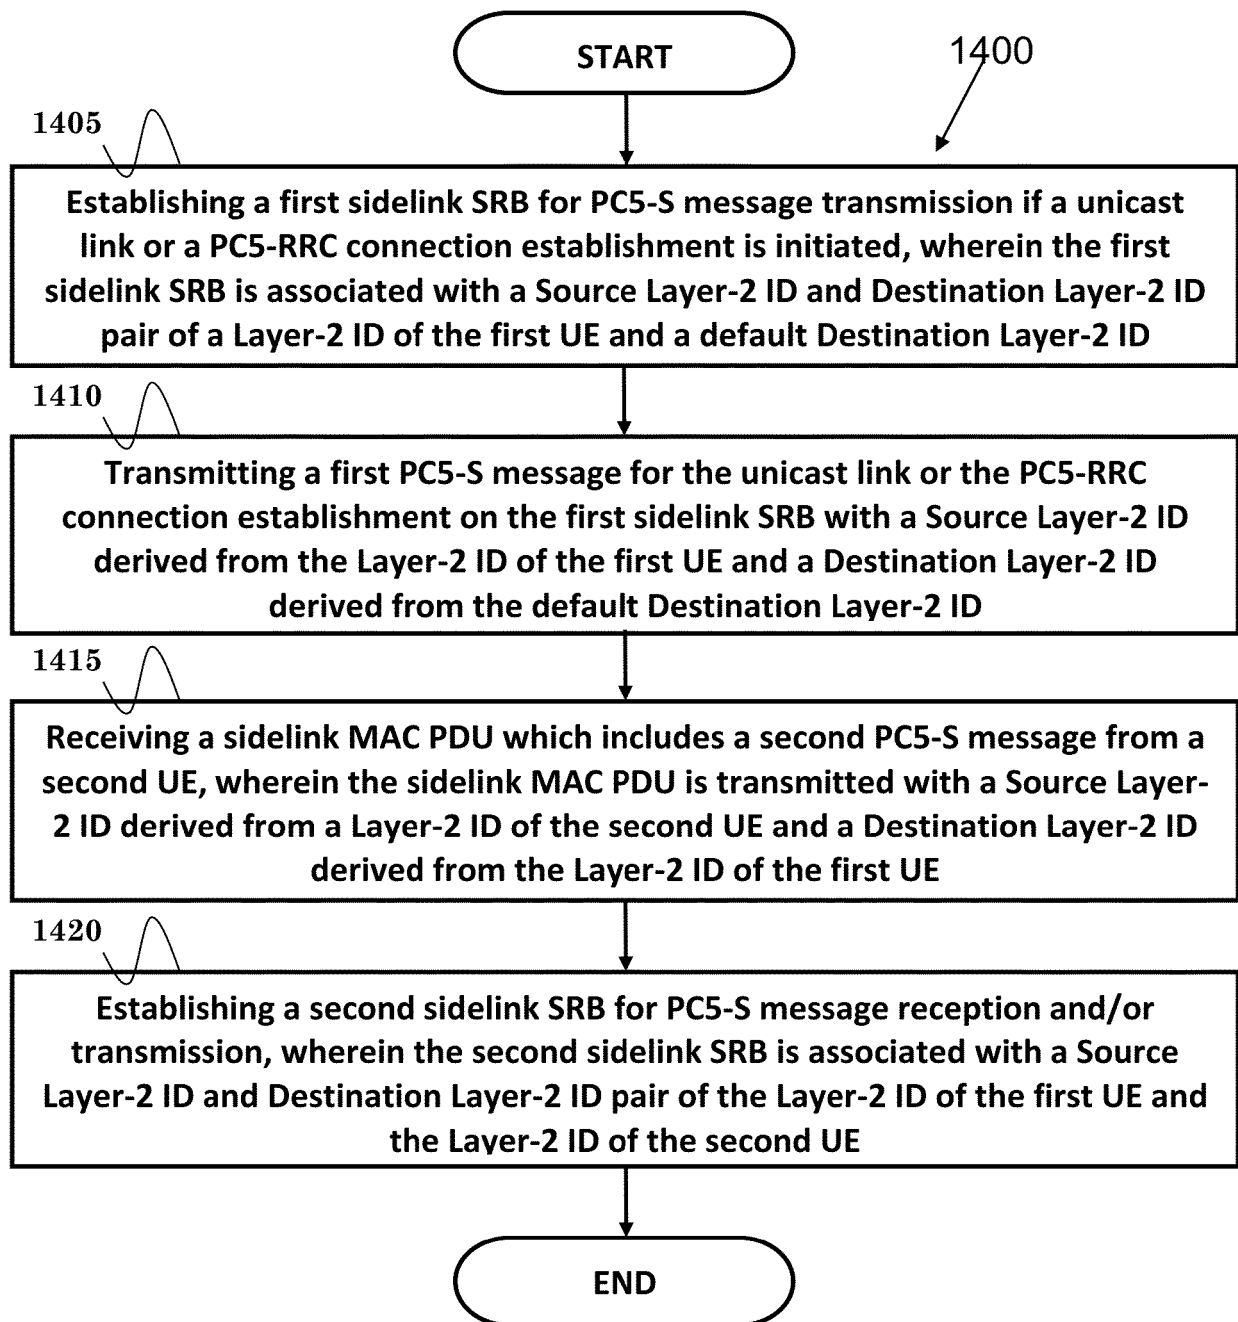 START
1400
1405
Establishing a first sidelink SRB for PC5-S message transmission if a unicast
link or a PC5-RRC connection establishment is initiated, wherein the first
sidelink SRB is associated with a Source Layer-2 ID and Destination Layer-2 ID
pair of a Layer-2 ID of the first UE and a default Destination Layer-2 ID
1410
Transmitting a first PC5-S message for the unicast link or the PC5-RRC
connection establishment on the first sidelink SRB with a Source Layer-2 ID
derived from the Layer-2 ID of the first UE and a Destination Layer-2 ID
derived from the default Destination Layer-2 ID
1415
Receiving a sidelink MAC PDU which includes a second PC5-S message from a
second UE, wherein the sidelink MAC PDU is transmitted with a Source Layer-
2 ID derived from a Layer-2 ID of the second UE and a Destination Layer-2 ID
derived from the Layer-2 ID of the first UE
1420
Establishing a second sidelink SRB for PC5-S message reception and/or
transmission, wherein the second sidelink SRB is associated with a Source
Layer-2 ID and Destination Layer-2 ID pair of the Layer-2 ID of the first UE and
the Layer-2 ID of the second UE
END